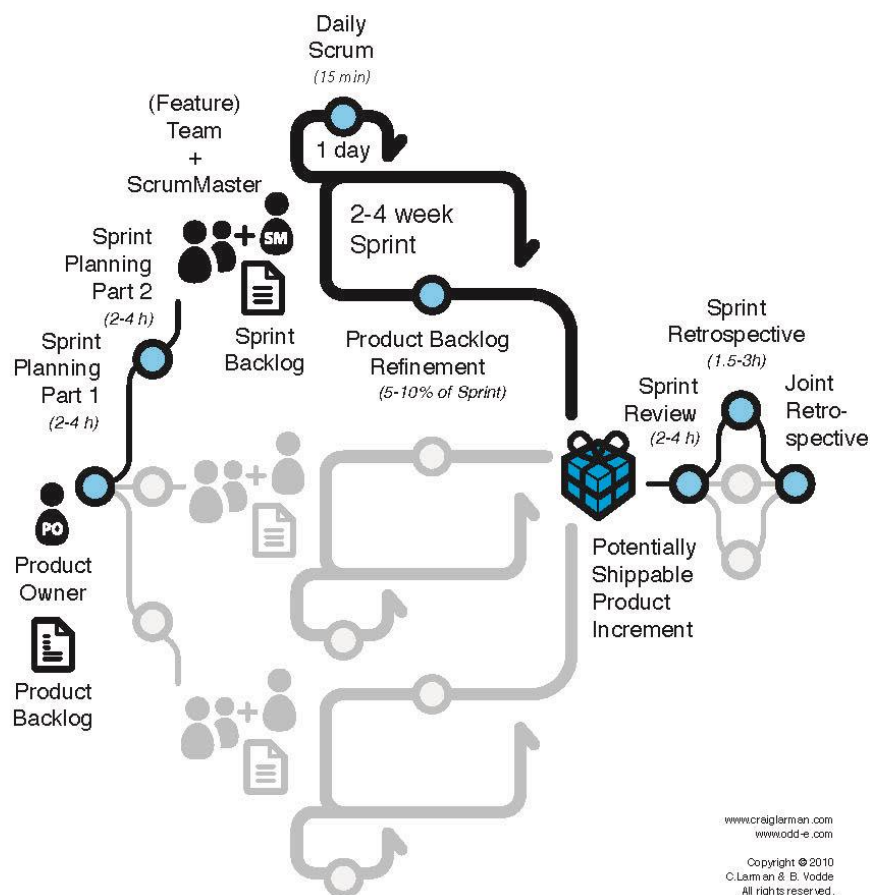 Daily
Scrum
(15 min)
(Feature)
Team
+
ScrumMaster
1 day
2-4 week
Sprint
SM
Sprint
Planning
Part 2
(2-4 h)
Sprint
Backlog
Product Backlog
Refinement
(5-10% of Sprint)
Sprint
Planning
Part 1
(2-4 h)
Sprint
Retrospective
(1.5-3h)
Sprint
Review
(2-4 h)
Joint
Retro-
spective
PO
Product
Owner
Product
Backlog
Potentially
Shippable
Product
Increment
www.craiglarman.com
www.odd-e.com
Copyright © 2010
C.Larman & B. Vodde
All rights reserved.